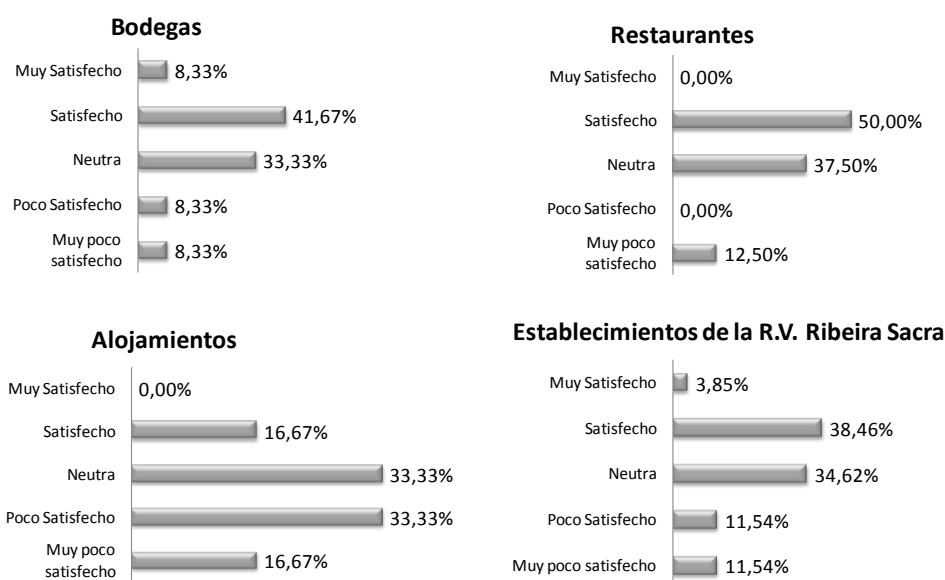 Bodegas
Muy Satisfecho 8,33%
Satisfecho 41,67%
Neutra 33,33%
Poco Satisfecho 8,33%
Muy poco
satisfecho 8,33%
Restaurantes
Muy Satisfecho 0,00%
Satisfecho 50,00%
Neutra 37,50%
Poco Satisfecho 0,00%
Muy poco
satisfecho 12,50%
Alojamientos
Muy Satisfecho 0,00%
Satisfecho 16,67%
Neutra 33,33%
Poco Satisfecho 33,33%
Muy poco
satisfecho 16,67%
Establecimientos de la R.V. Ribeira Sacra
Muy Satisfecho 3,85%
Satisfecho 38,46%
Neutra 34,62%
Poco Satisfecho 11,54%
Muy poco satisfecho 11,54%